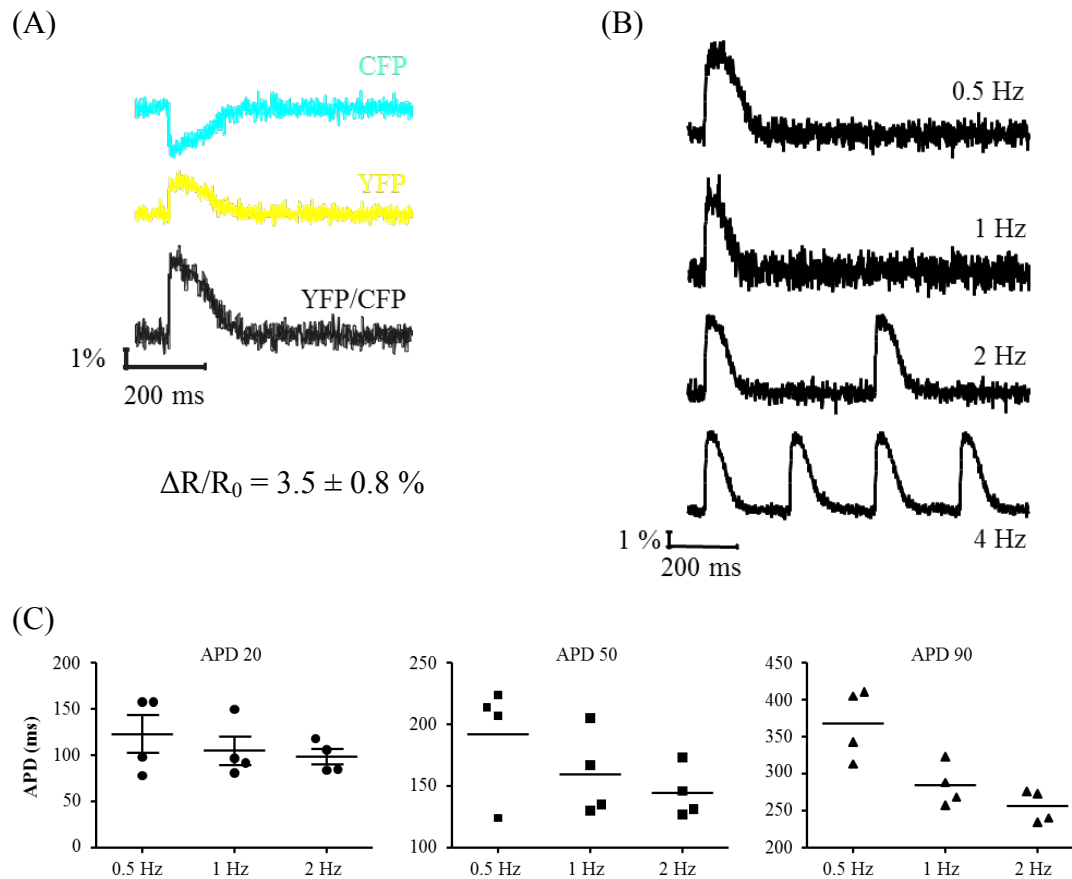 (A)
CFP
YFP
YFP/CFP
1%
200 ms
ΔR/R₀ = 3.5 ± 0.8 %
(B)
0.5 Hz
1 Hz
2 Hz
4 Hz
1 %
200 ms
(C)
APD 20
APD (ms)
200
150
100
50
0
0.5 Hz 1 Hz 2 Hz
APD 50
250
200
150
100
0.5 Hz 1 Hz 2 Hz
APD 90
450
400
350
300
250
200
0.5 Hz 1 Hz 2 Hz